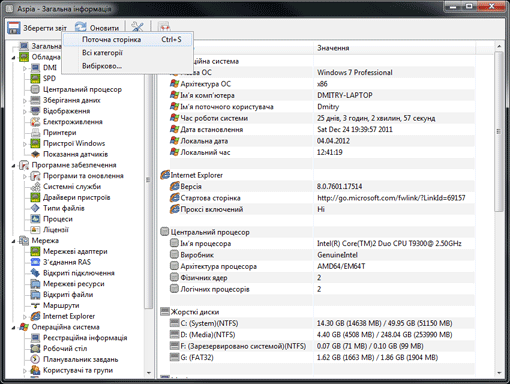 Aspia - Загальна інформація
Зберегти звіт Оновити
Поточна сторінка Ctrl+S
Всі категорії
Вибірково...
Значення
Загальна
Обладна
DMI
SPD
Центральний процесор
Зберігання даних
Відображення
Електроживлення
Принтери
Пристрої Windows
Показання датчиків
Програмне забезпечення
Програми та оновлення
Системні служби
Драйвери пристроїв
Типи файлів
Процеси
Ліцензії
Мережа
Мережеві адаптери
З'єднання RAS
Відкриті підключення
Мережеві ресурси
Відкриті файли
Маршрути
Internet Explorer
Операційна система
Реєстраційна інформація
Робочий стіл
Планувальник завдань
Користувачі та групи
Windows 7 Professional
Архітектура ОС x86
Ім'я комп'ютера DMITRY-LAPTOP
Ім'я поточного користувача Dmitry
Час роботи системи 25 днів, 3 годин, 2 хвилин, 57 секунд
Дата встановлення Sat Dec 24 19:39:57 2011
Локальна дата 04.04.2012
Локальний час 12:41:19
Internet Explorer
Версія 8.0.7601.17514
Стартова сторінка http://go.microsoft.com/fwlink/?LinkId=69157
Проксі включений Ні
Центральний процесор
Ім'я процесора Intel(R) Core(TM)2 Duo CPU T9300@ 2.50GHz
Виробник GenuineIntel
Архітектура процесора AMD64/EM64T
Фізичних ядер 2
Логічних процесорів 2
Жорсткі диски
C: (System)(NTFS) 14.30 GB (14638 MB) / 49.95 GB (51150 MB)
D: (Media)(NTFS) 4.40 GB (4508 MB) / 248.04 GB (253990 MB)
F: (Зарезервировано системой)(NTFS) 0.07 GB (71 MB) / 0.10 GB (99 MB)
G: (FAT32) 1.62 GB (1663 MB) / 1.86 GB (1904 MB)